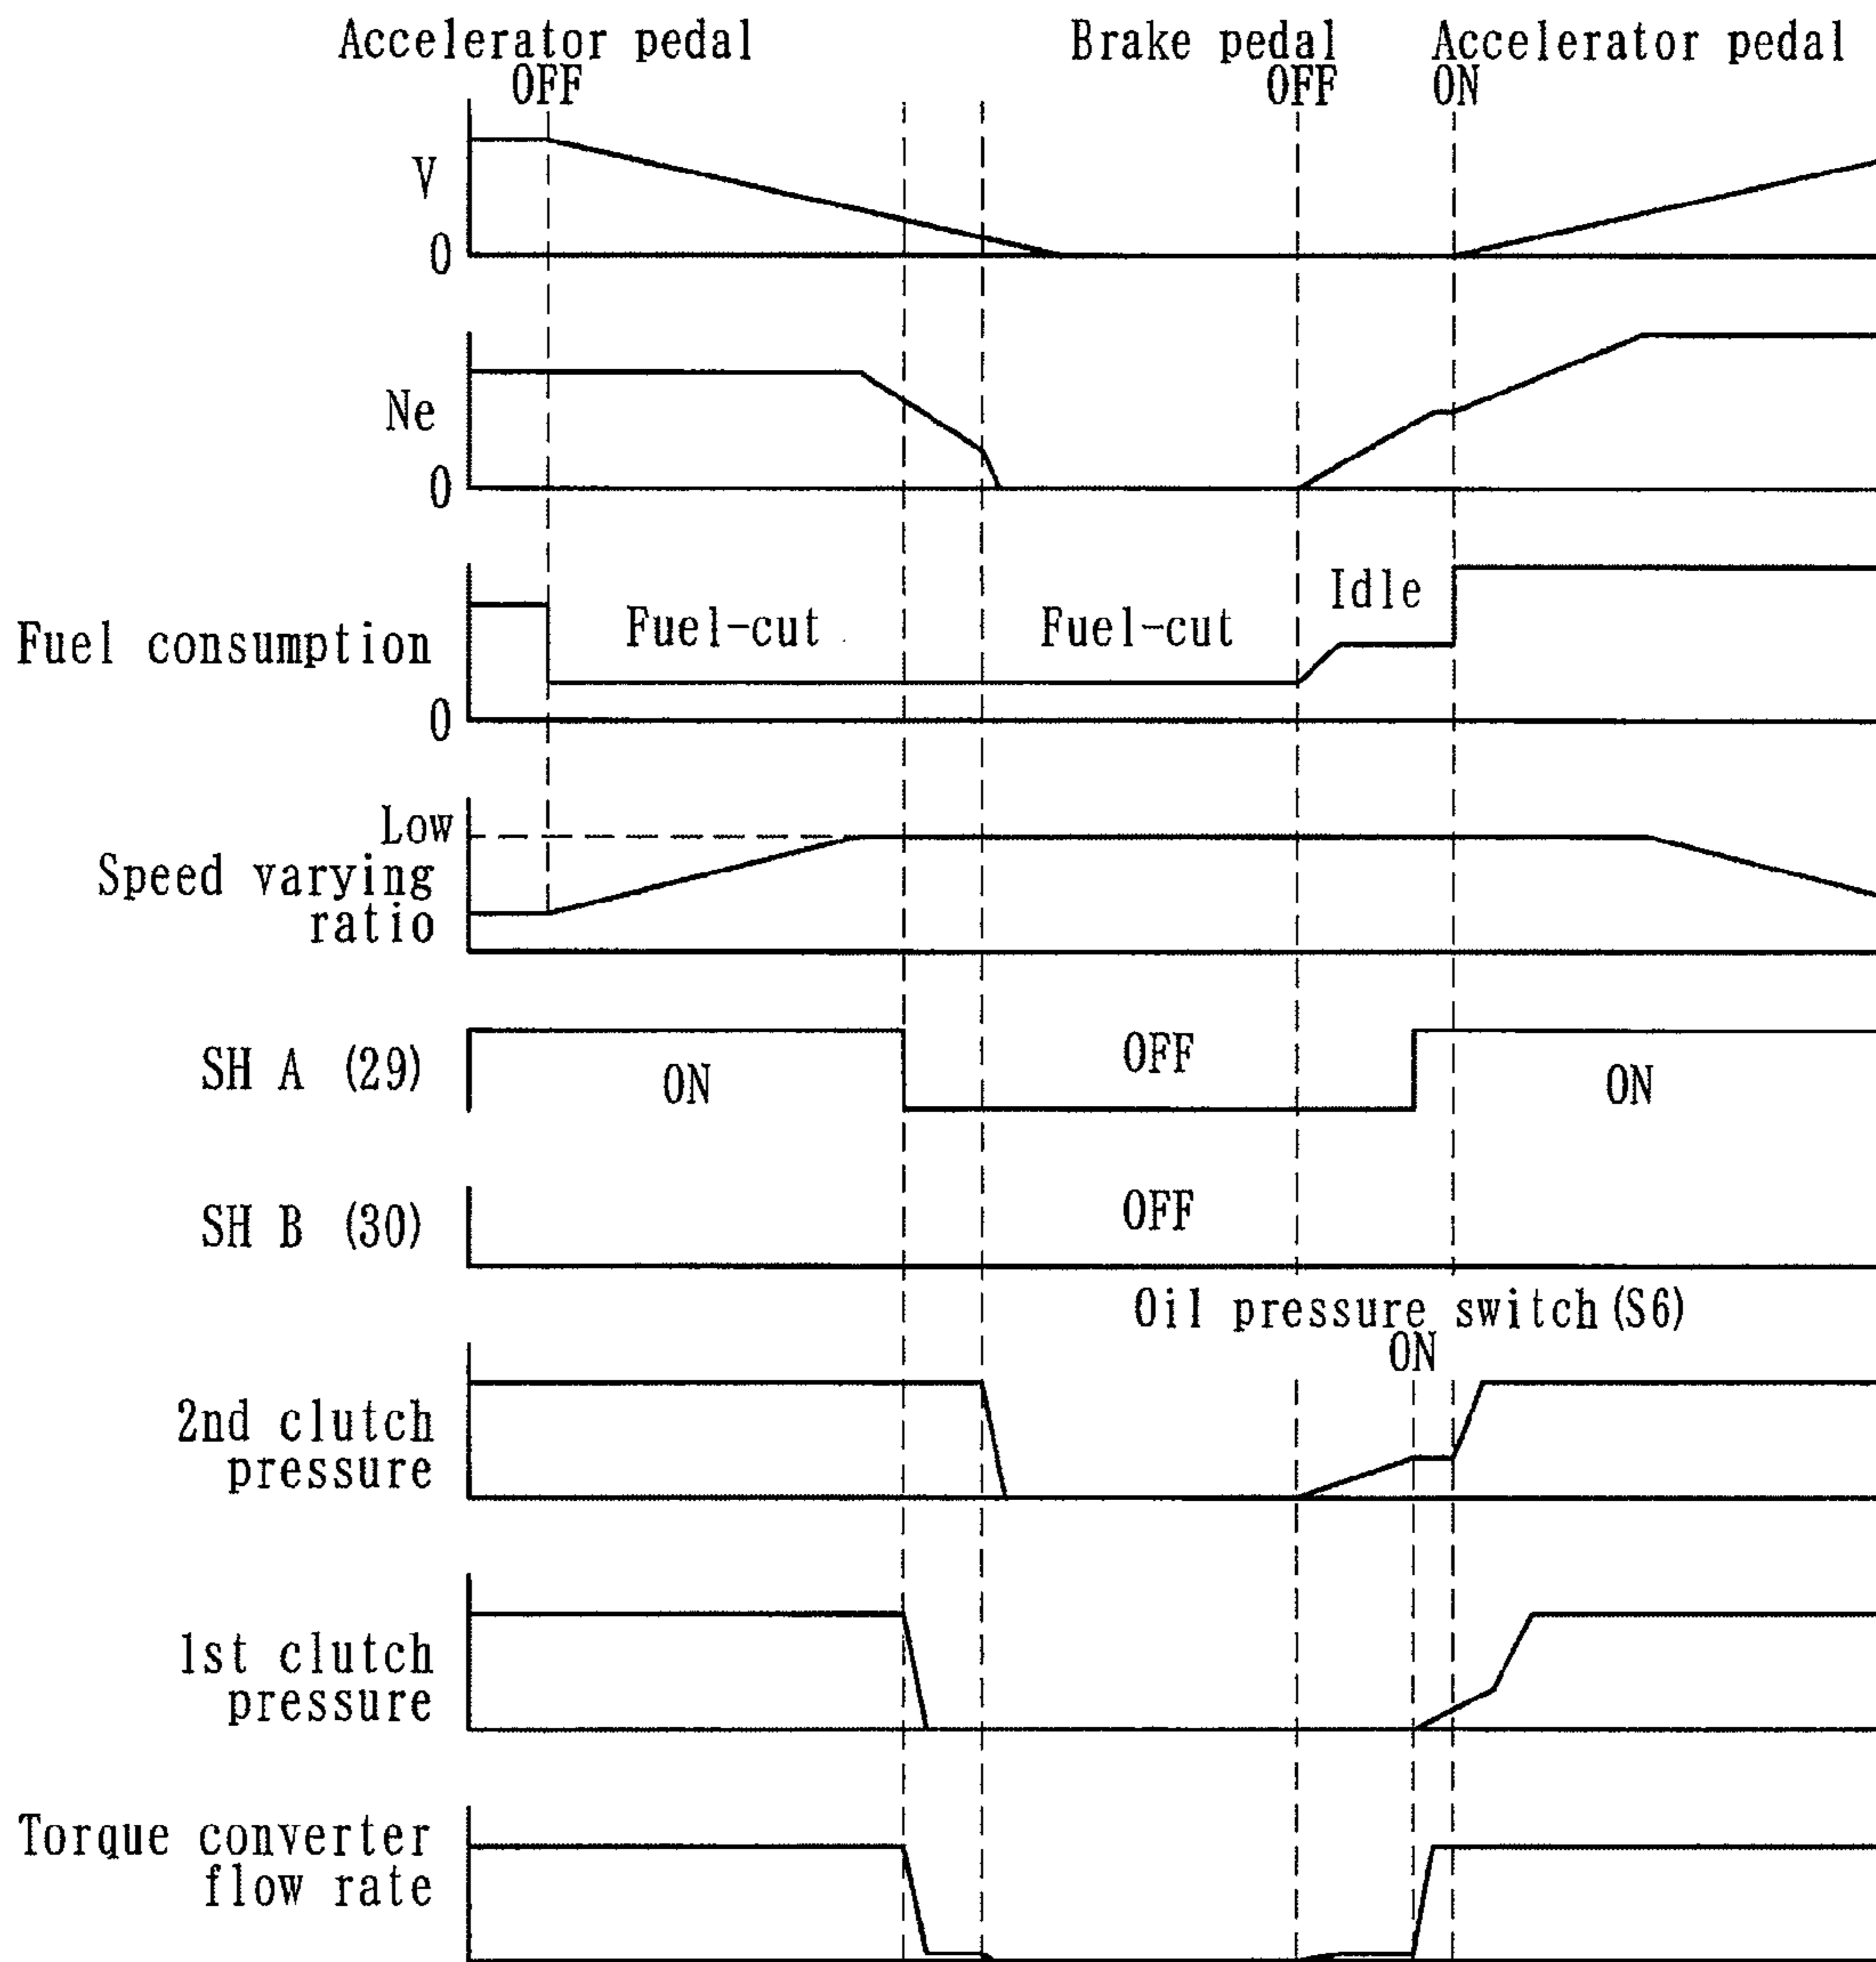 Accelerator pedal
OFF
Brake pedal
OFF
Accelerator pedal
ON
V
0
Ne
0
Fuel consumption
0
Fuel-cut
Fuel-cut
Idle
Low
Speed varying
ratio
SH A (29)
ON
OFF
ON
SH B (30)
OFF
Oil pressure switch(S6)
ON
2nd clutch
pressure
1st clutch
pressure
Torque converter
flow rate